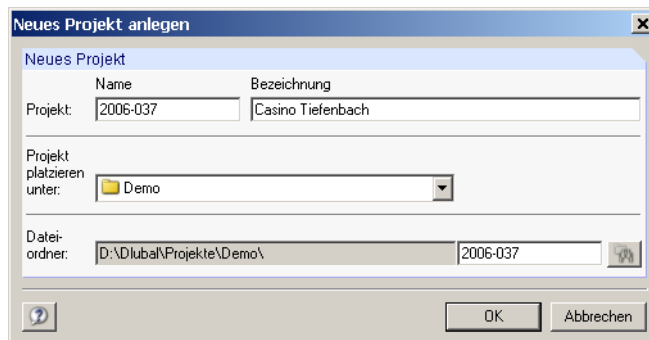 Neues Projekt anlegen
Neues Projekt
Name Bezeichnung
Projekt: 2006-037 Casino Tiefenbach
Projekt
platzieren
unter: Demo
Datei-
ordner: D:\Dlubal\Projekte\Demo\ 2006-037
OK Abbrechen